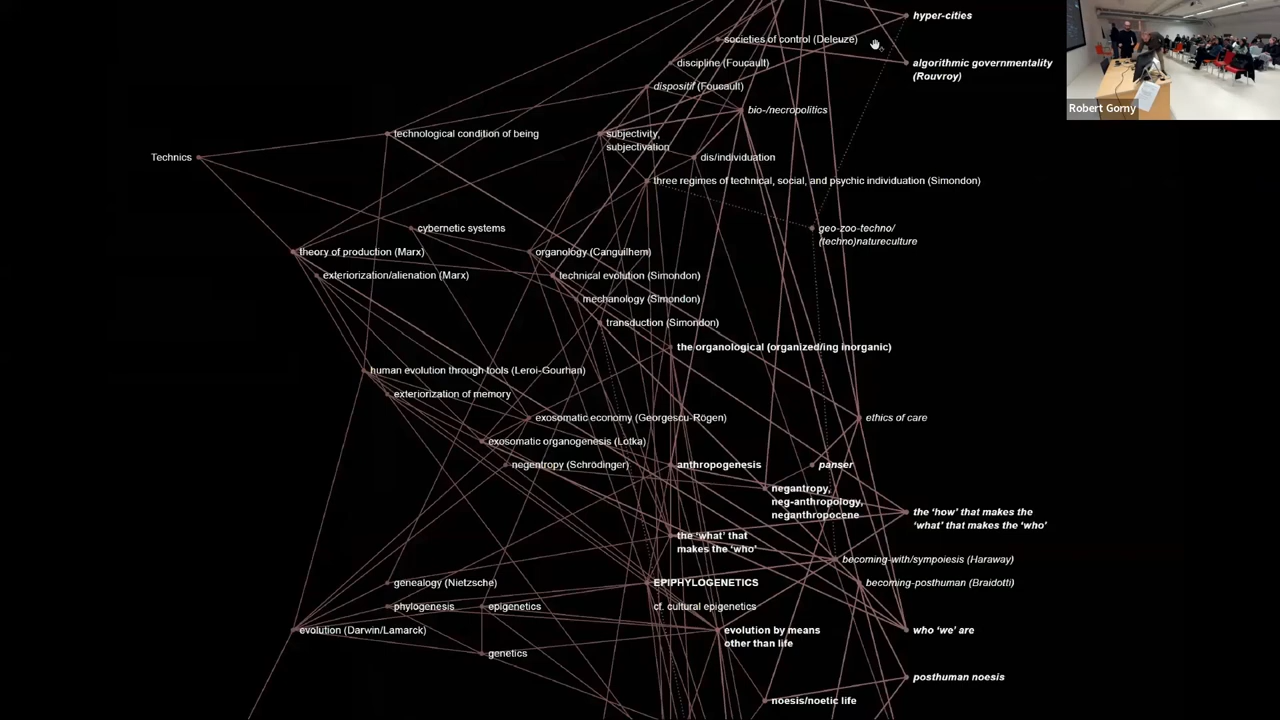 hyper-cities
societies of control (Deleuze)
discipline (Foucault)
algorithmic governmentality
(Rouvroy)
dispositif (Foucault)
Robert Gorny
bio-/necropolitics
technological condition of being
subjectivity,
subjectivation
Technics
dis/individuation
three regimes of technical, social, and psychic individuation (Simondon)
cybernetic systems
geo-zoo-techno/
(techno)natureculture
theory of production (Marx)
organology (Canguilhem)
exteriorization/alienation (Marx)
technical evolution (Simondon)
mechanology (Simondon)
transduction (Simondon)
the organological (organized/ing inorganic)
human evolution through tools (Leroi-Gourhan)
exteriorization of memory
exosomatic economy (Georgescu-Rögen)
ethics of care
exosomatic organogenesis (Lotka)
negentropy (Schrödinger)
anthropogenesis
panser
negantropy,
neg-anthropology,
neganthropocene
the ‘how’ that makes the
‘what’ that makes the ‘who’
the ‘what’ that
makes the ‘who’
becoming-with/sympoiesis (Haraway)
genealogy (Nietzsche)
EPIPHYLOGENETICS
becoming-posthuman (Braidotti)
phylogenesis
epigenetics
cf. cultural epigenetics
evolution (Darwin/Lamarck)
evolution by means
other than life
who ‘we’ are
genetics
posthuman noesis
noesis/noetic life